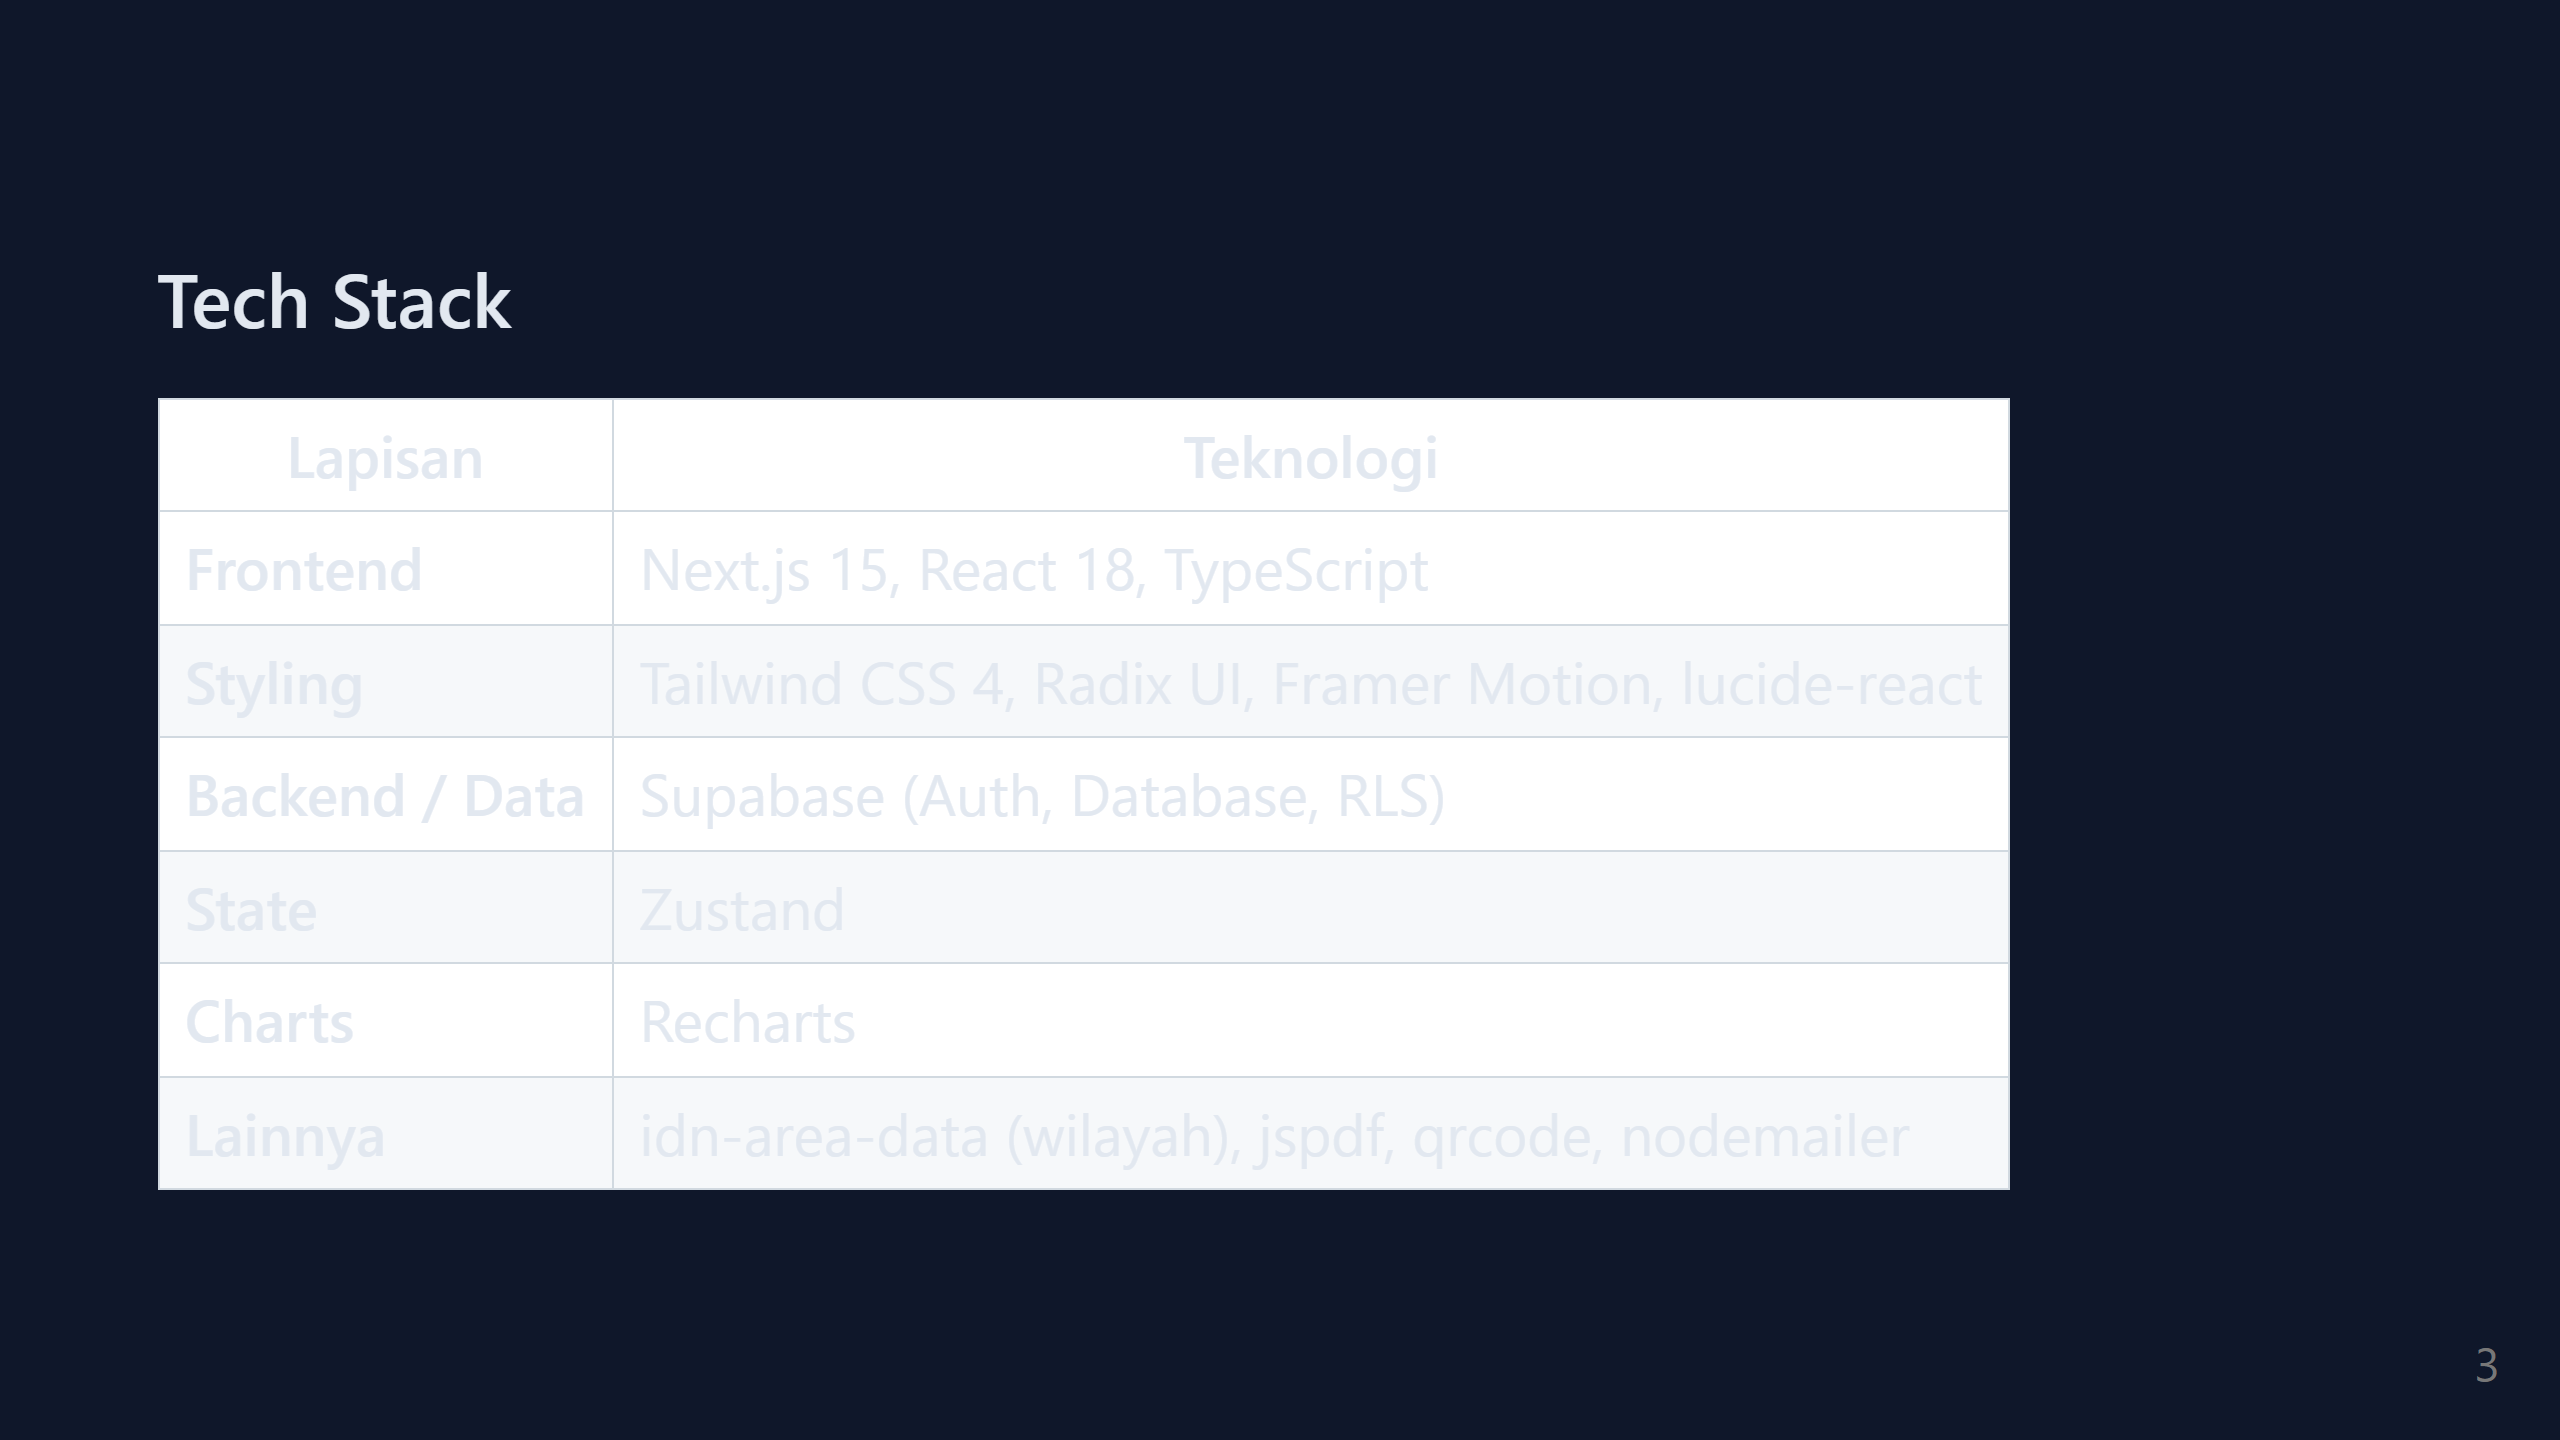 Tech Stack
Lapisan Teknologi
Frontend Next.js 15, React 18, TypeScript
Styling Tailwind CSS 4, Radix UI, Framer Motion, lucide-react
Backend / Data Supabase (Auth, Database, RLS)
State Zustand
Charts Recharts
Lainnya idn-area-data (wilayah), jspdf, qrcode, nodemailer
3